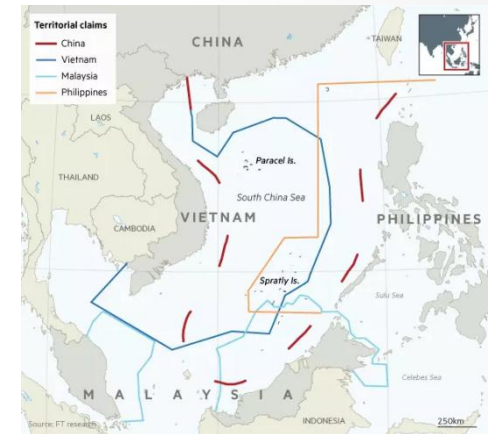 Territorial claims
China
Vietnam
Malaysia
Philippines
CHINA
TAIWAN
LAOS
Paracel Is.
THAILAND
South China Sea
VIETNAM
PHILIPPINES
CAMBODIA
Spratly Is.
Sulu Sea
Celebes Sea
MALAYSIA
INDONESIA
Source: FT research
250km